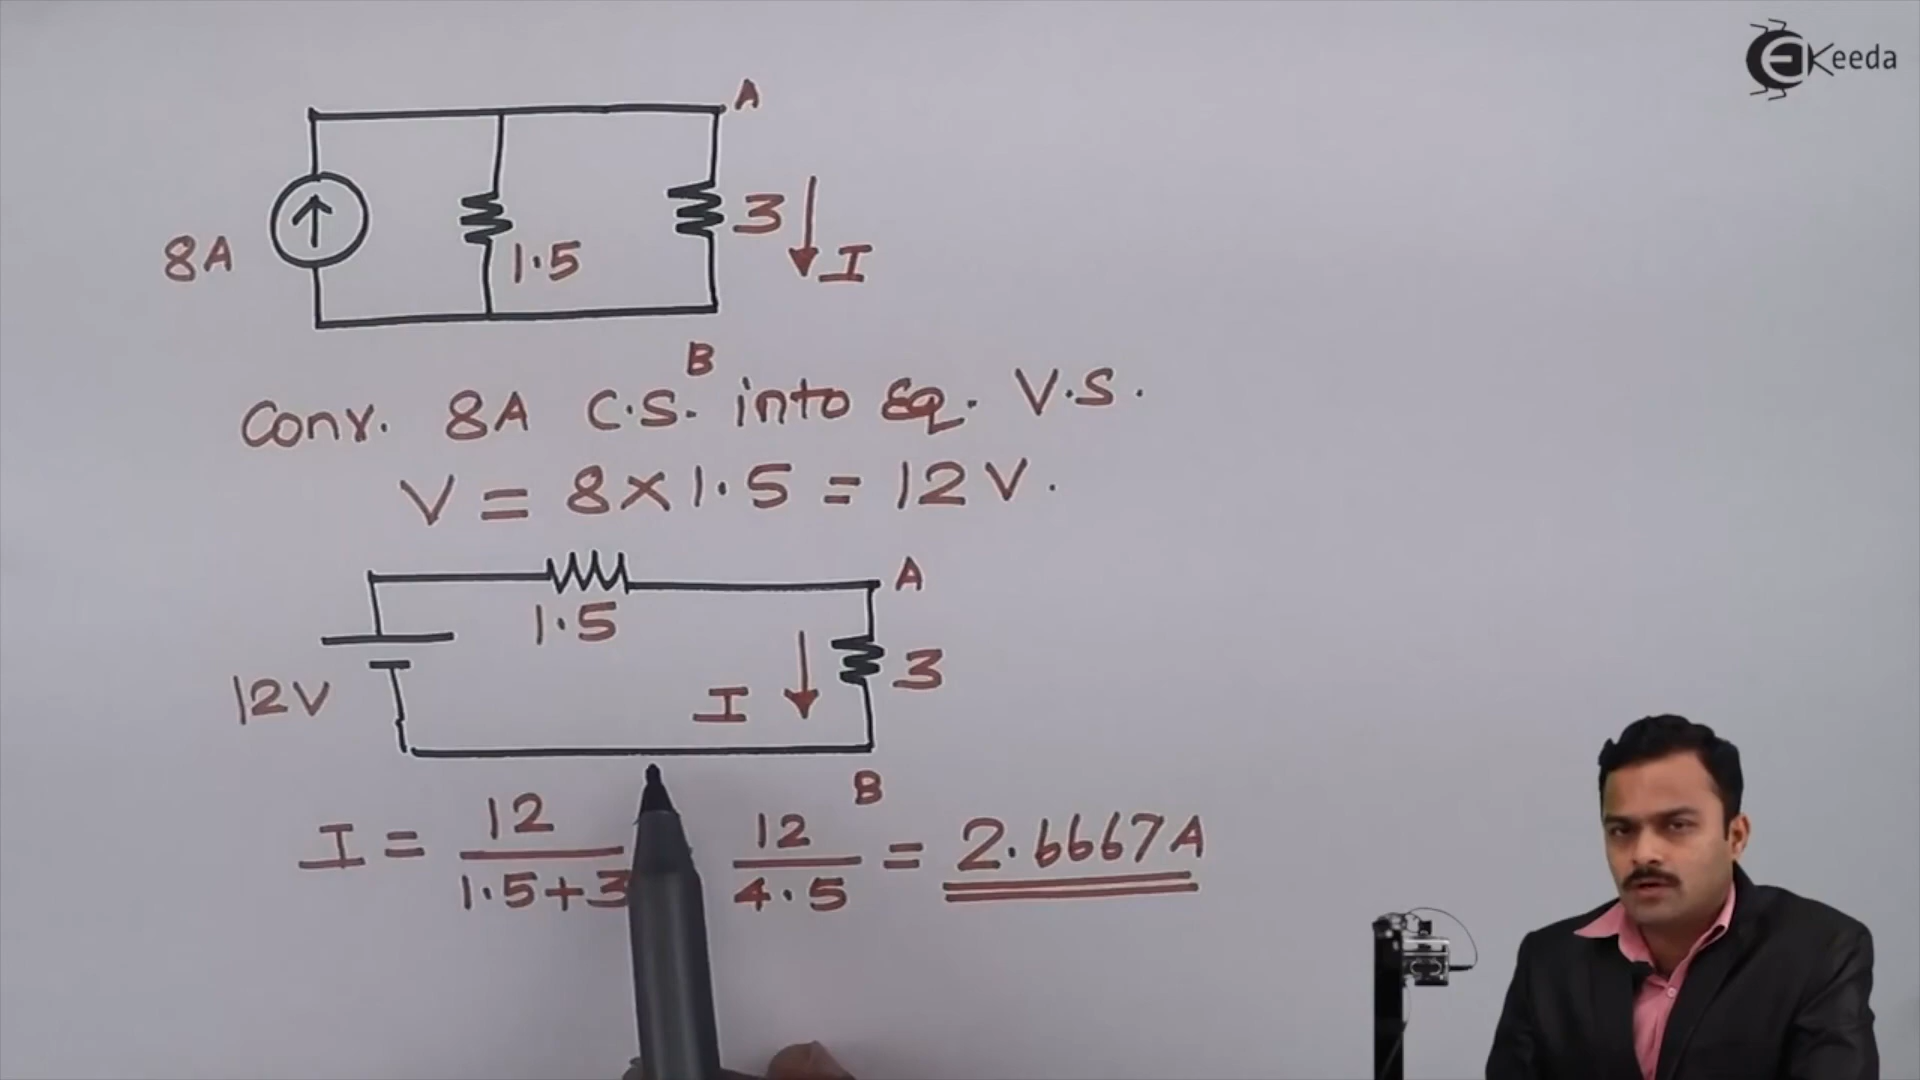 Keeda
A
8A
1.5
3
I
B
Conv. 8A C.S. into Eq. V.S.
V = 8 × 1.5 = 12V.
1.5
A
12V
I
3
B
I = 12 / 1.5+3 12 / 4.5 = 2.6667A